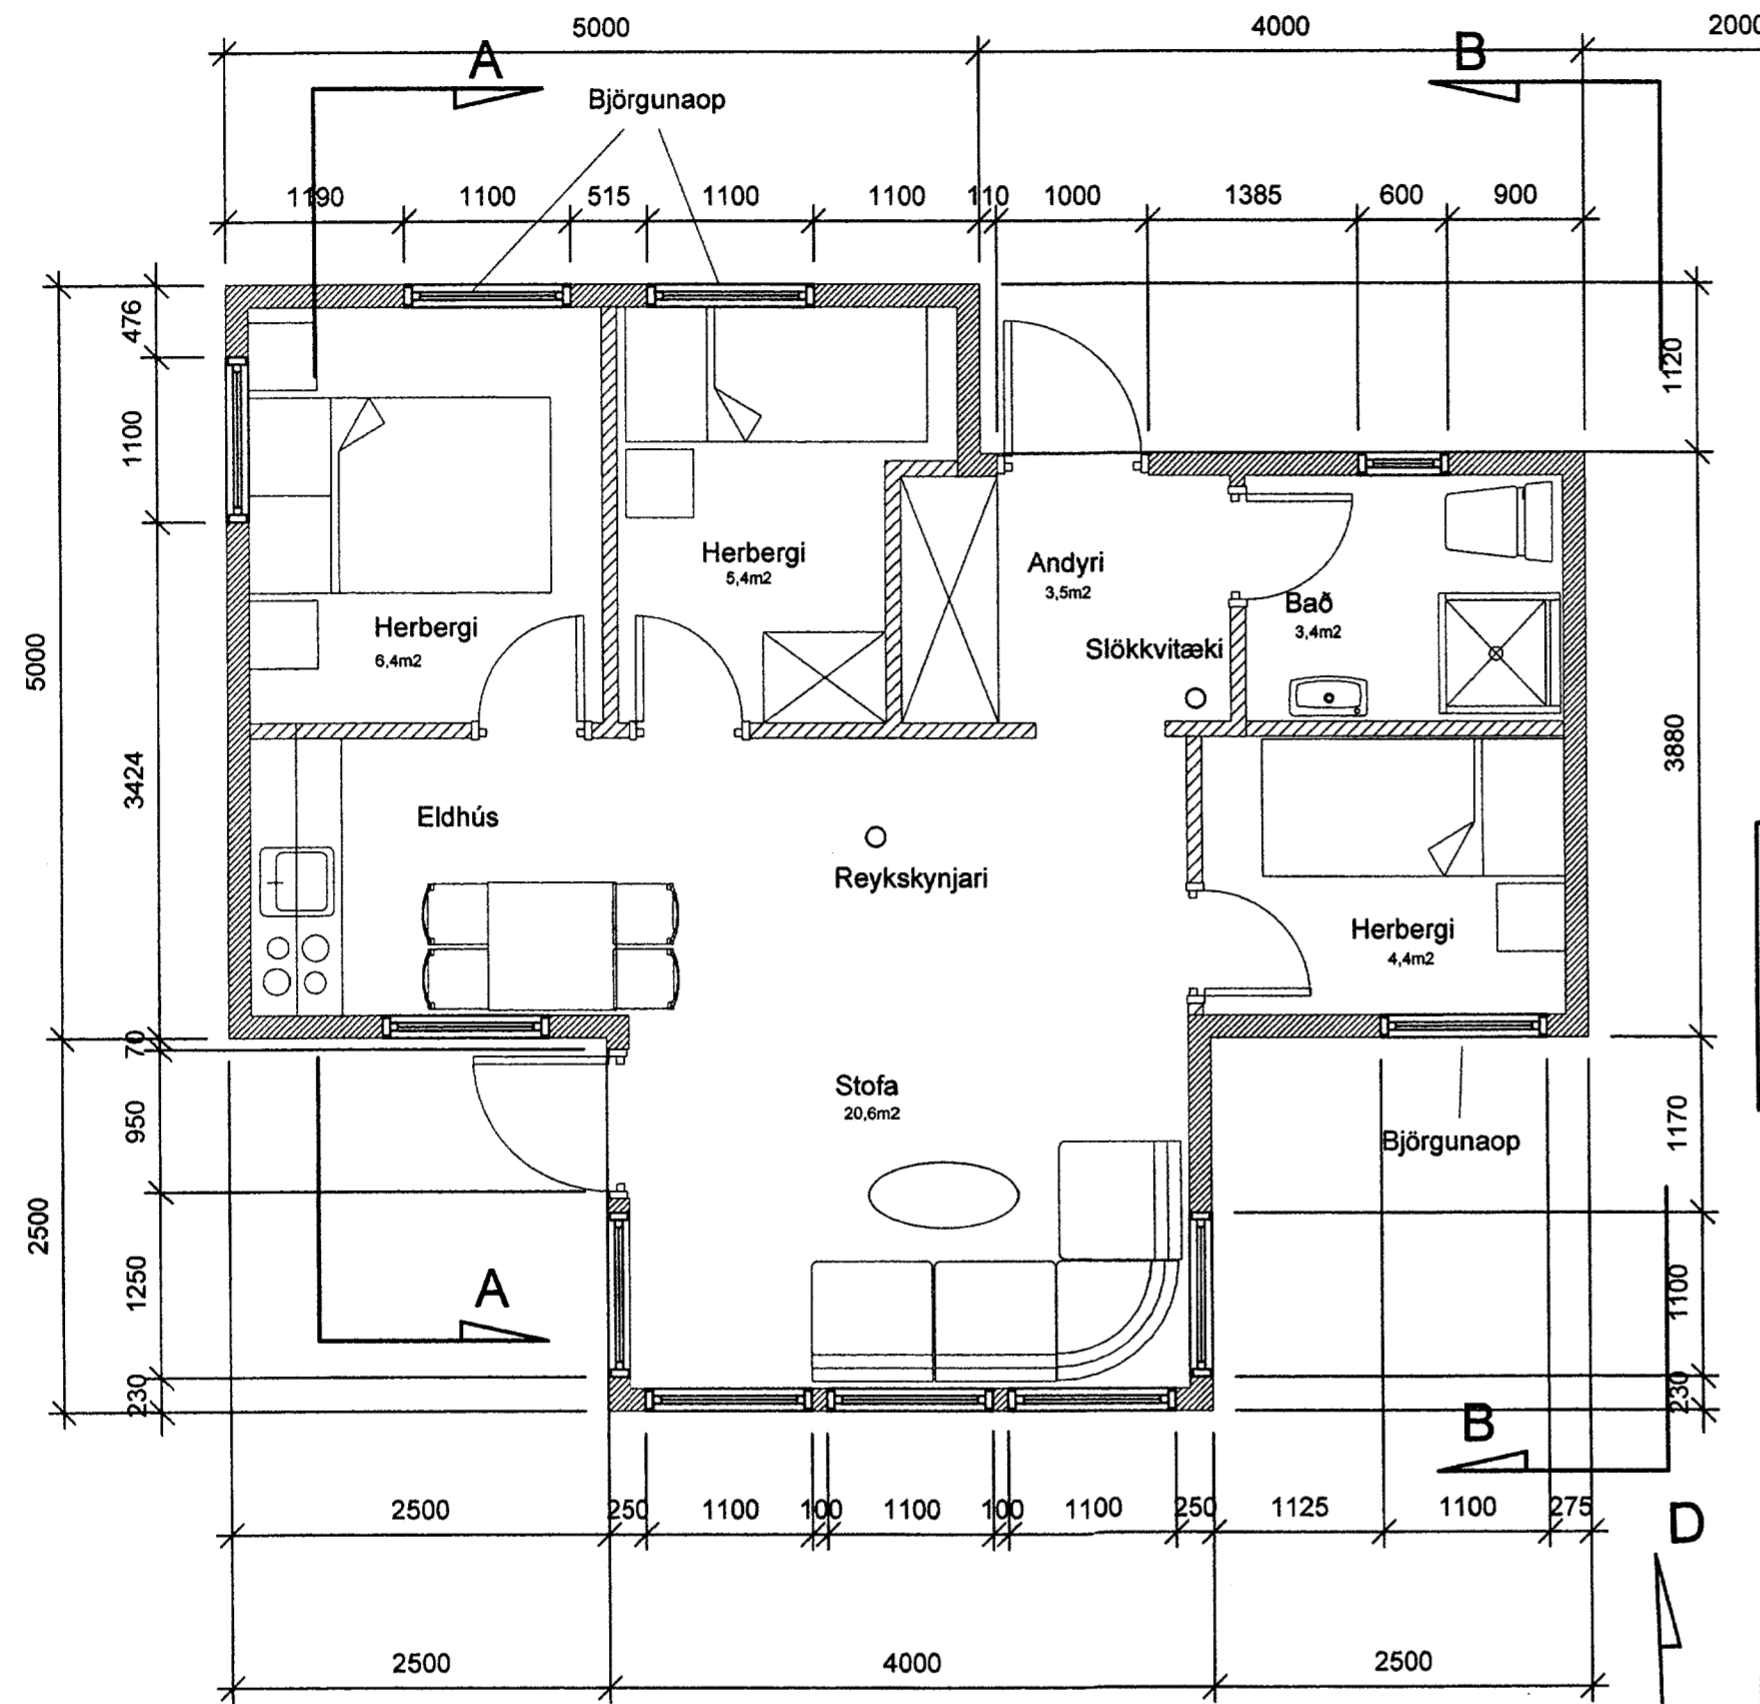 5000
4000
2000
A
B
Björgunaop
1190
1100
515
1100
1100
110
1000
1385
600
900
476
1120
1100
Herbergi
5,4m2
Andyri
3,5m2
Bað
3,4m2
Herbergi
6,4m2
Slökkvitæki
5000
3424
3880
Eldhús
Reykskynjari
Herbergi
4,4m2
70
Stofa
20,6m2
950
1170
Björgunaop
2500
1250
A
1100
230
230
B
2500
250
1100
100
1100
100
1100
250
1125
1100
275
D
2500
4000
2500